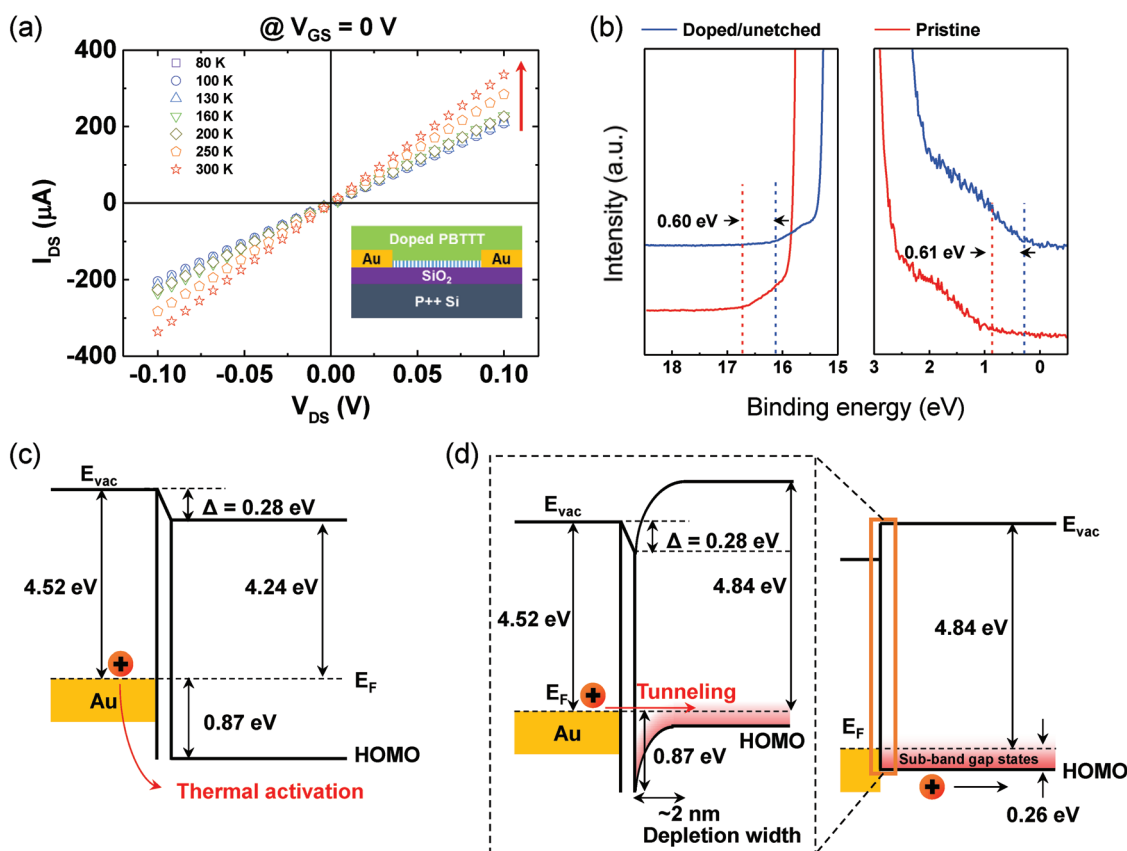 (a)
@ V_GS = 0 V
400
200
0
-200
-400
I_DS (μA)
80 K
100 K
130 K
160 K
200 K
250 K
300 K
Doped PBTTT
Au
Au
SiO₂
P++ Si
-0.10
-0.05
0.00
0.05
0.10
V_DS (V)
(b)
Doped/unetched
Pristine
Intensity (a.u.)
0.60 eV
0.61 eV
18
17
16
15
3
2
1
0
Binding energy (eV)
(c)
E_vac
Δ = 0.28 eV
4.52 eV
4.24 eV
E_F
Au
0.87 eV
HOMO
Thermal activation
(d)
E_vac
Δ = 0.28 eV
4.52 eV
4.84 eV
E_F
Tunneling
Au
0.87 eV
HOMO
~2 nm
Depletion width
E_vac
4.84 eV
E_F
Sub-band gap states
HOMO
0.26 eV